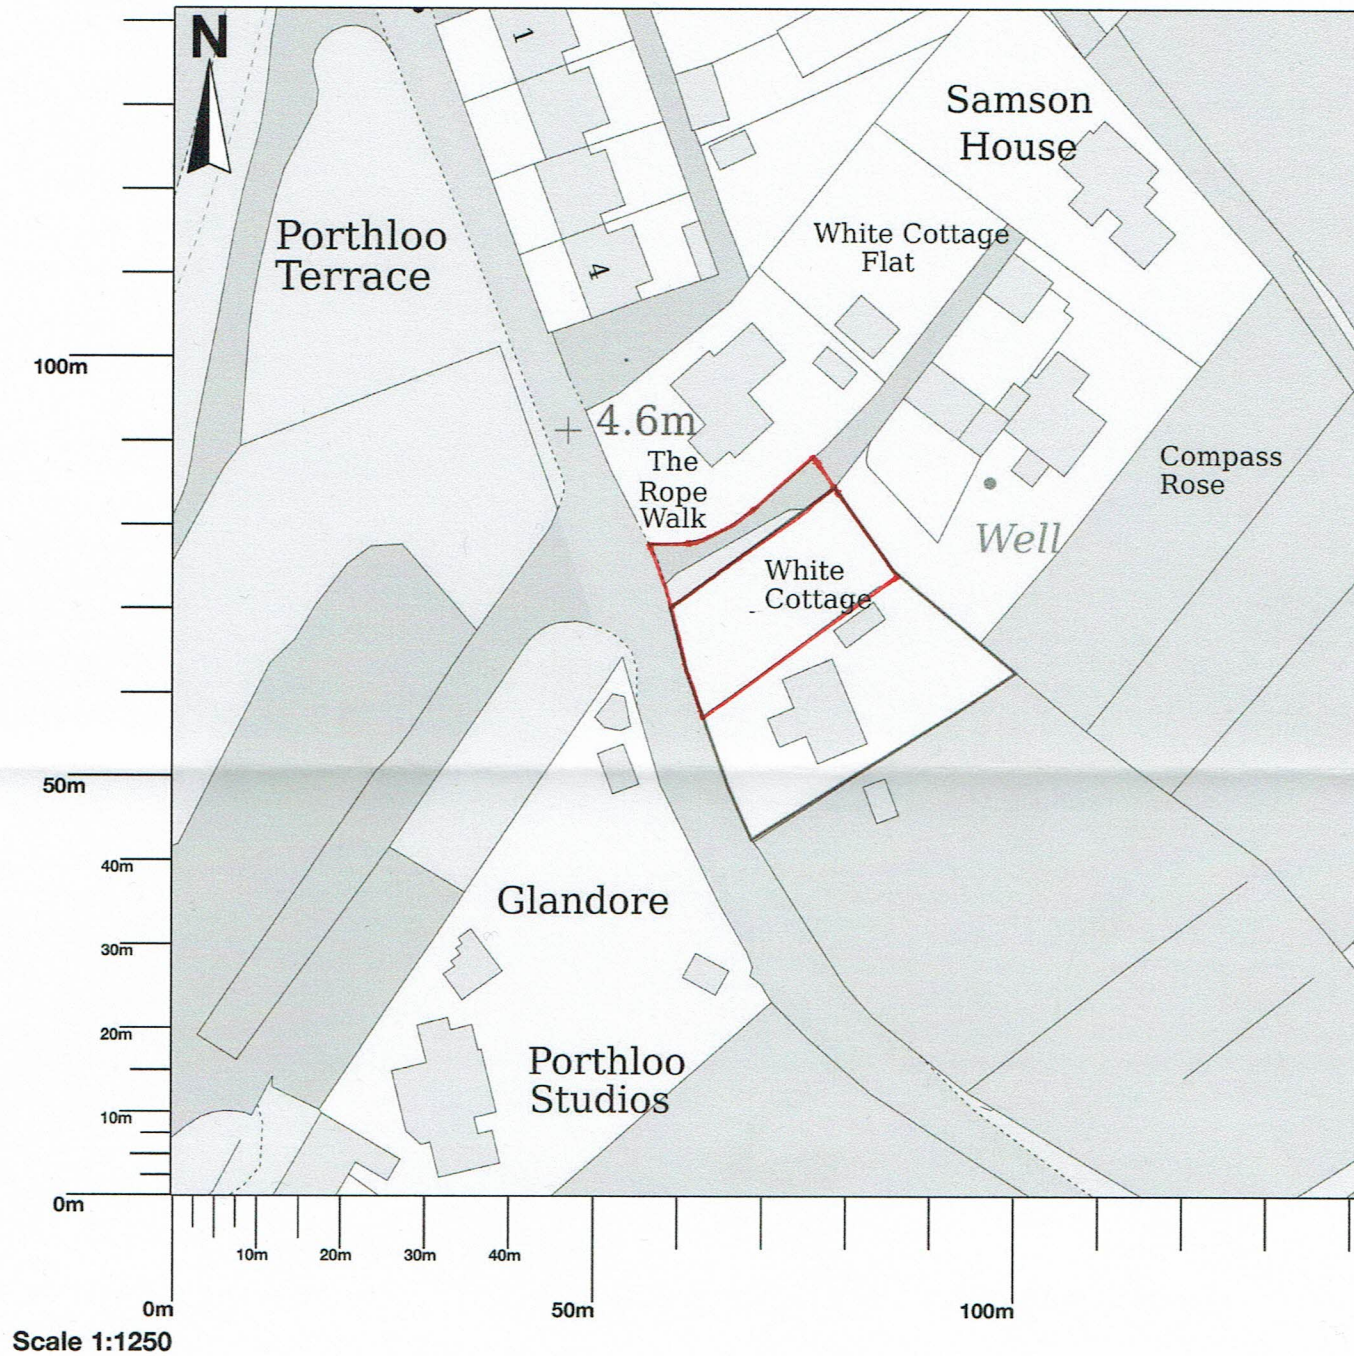 N
1
Samson
House
Porthloo
Terrace
White Cottage
Flat
4
100m
4.6m
The
Rope
Walk
Compass
Rose
Well
White
Cottage
50m
40m
Glandore
30m
20m
Porthloo
Studios
10m
0m
10m
20m
30m
40m
0m
50m
100m
Scale 1:1250